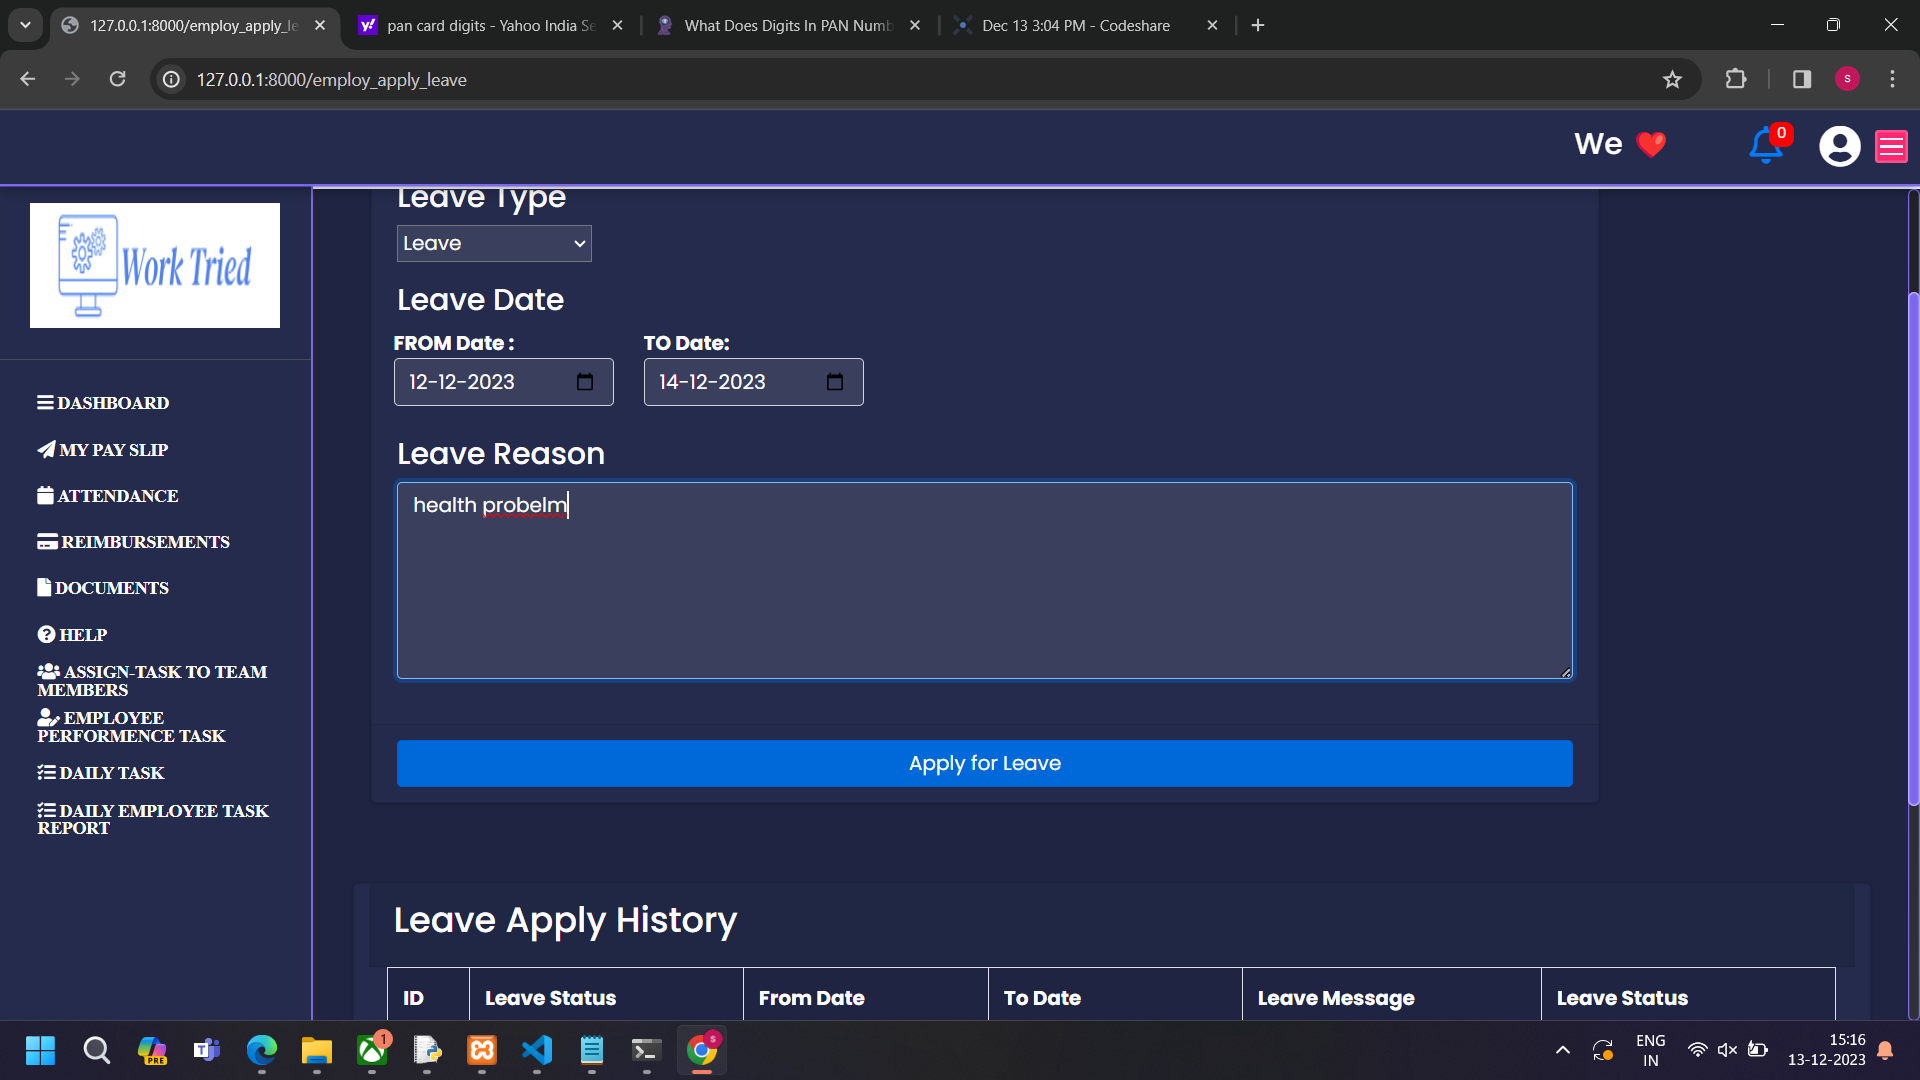 127.0.0.1:8000/employ_apply_le
pan card digits - Yahoo India Se
What Does Digits In PAN Numb
Dec 13 3:04 PM - Codeshare
127.0.0.1:8000/employ_apply_leave
S
We ❤️
0
Work Tried
DASHBOARD
MY PAY SLIP
ATTENDANCE
REIMBURSEMENTS
DOCUMENTS
HELP
ASSIGN-TASK TO TEAM
MEMBERS
EMPLOYEE
PERFORMENCE TASK
DAILY TASK
DAILY EMPLOYEE TASK
REPORT
Leave Type
Leave
Leave Date
FROM Date : TO Date:
12-12-2023 14-12-2023
Leave Reason
health probelm
Apply for Leave
Leave Apply History
ID Leave Status From Date To Date Leave Message Leave Status
PRE
1
S
ENG
IN
15:16
13-12-2023